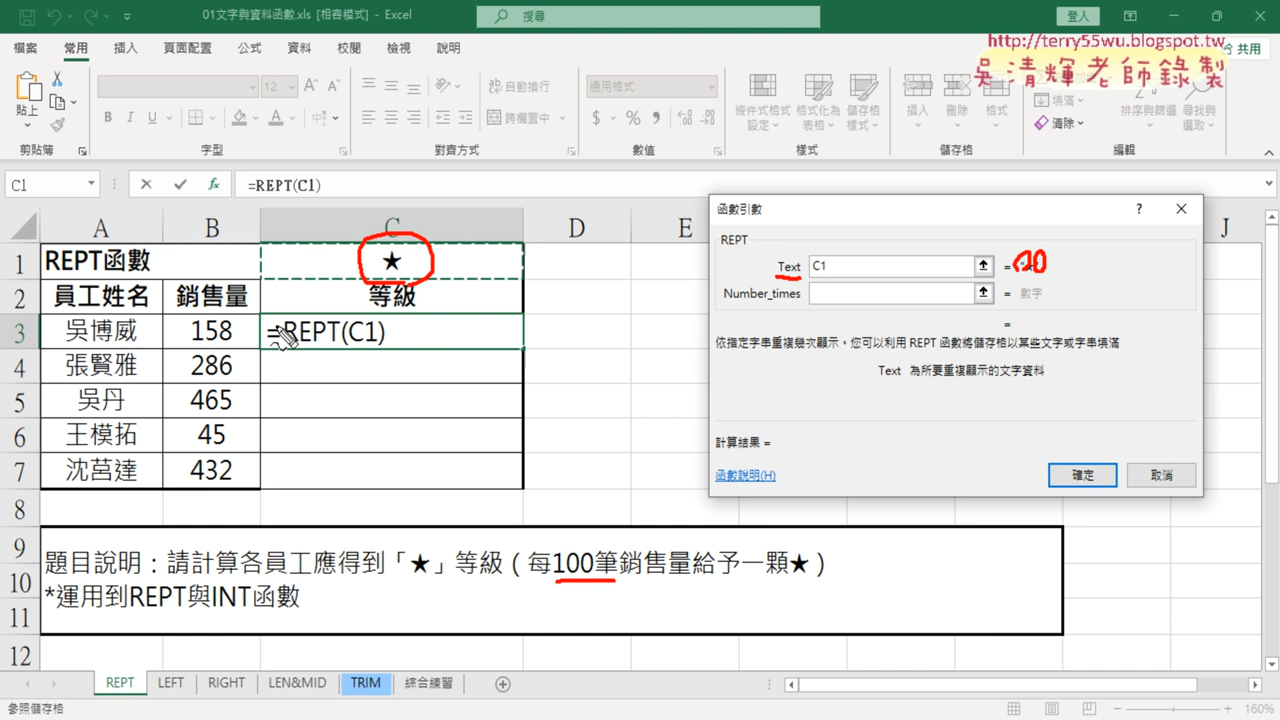 01文字與資料函數.xls [相容模式] - Excel
搜尋
登入
http://terry55wu.blogspot.tw
吳清輝老師錄製
檔案 常用 插入 頁面配置 公式 資料 校閱 檢視 說明
共用
貼上
12
自動換行
跨欄置中
通用格式
條件式格式設定
格式化為表格
儲存格樣式
插入
刪除
格式
填滿
清除
排序與篩選
尋找與選取
剪貼簿 字型 對齊方式 數值 樣式 儲存格 編輯
C1
=REPT(C1)
A B C D E J
1 REPT函數 ★
2 員工姓名 銷售量 等級
3 吳博威 158 =REPT(C1)
4 張賢雅 286
5 吳丹 465
6 王模拓 45
7 沈莒達 432
8
9
10
11
12
題目說明：請計算各員工應得到「★」等級（每100筆銷售量給予一顆★）
*運用到REPT與INT函數
函數引數
? ×
REPT
Text C1 =
Number_times = 數字
=
依指定字串重複幾次顯示。您可以利用 REPT 函數將儲存格以某些文字或字串填滿
Text 為所要重複顯示的文字資料
計算結果 =
函數說明(H)
確定
取消
REPT LEFT RIGHT LEN&MID TRIM 綜合練習
參照儲存格
160%